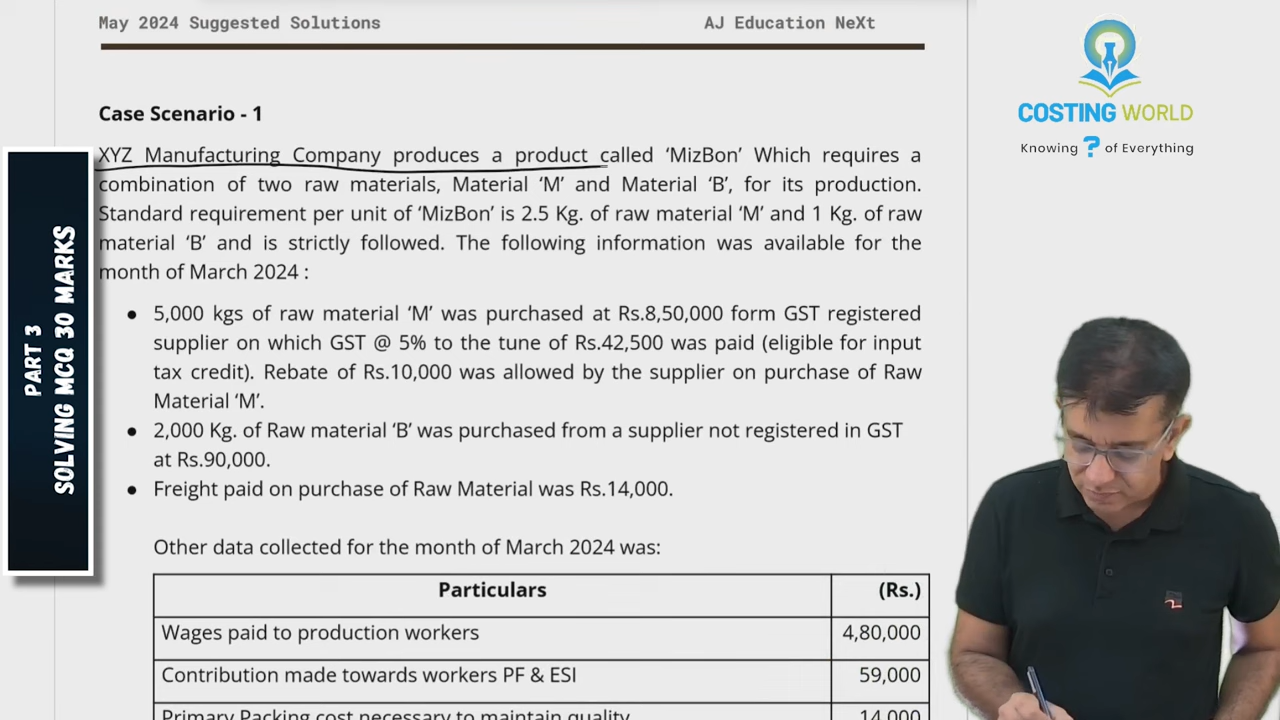 May 2024 Suggested Solutions
AJ Education NeXt
Case Scenario - 1
XYZ Manufacturing Company produces a product called ‘MizBon’ Which requires a
combination of two raw materials, Material ‘M’ and Material ‘B’, for its production.
Standard requirement per unit of ‘MizBon’ is 2.5 Kg. of raw material ‘M’ and 1 Kg. of raw
material ‘B’ and is strictly followed. The following information was available for the
month of March 2024 :
● 5,000 kgs of raw material ‘M’ was purchased at Rs.8,50,000 form GST registered
supplier on which GST @ 5% to the tune of Rs.42,500 was paid (eligible for input
tax credit). Rebate of Rs.10,000 was allowed by the supplier on purchase of Raw
Material ‘M’.
● 2,000 Kg. of Raw material ‘B’ was purchased from a supplier not registered in GST
at Rs.90,000.
● Freight paid on purchase of Raw Material was Rs.14,000.
Other data collected for the month of March 2024 was:
Particulars (Rs.)
Wages paid to production workers 4,80,000
Contribution made towards workers PF & ESI 59,000
Primary Packing cost necessary to maintain quality 14,000
PART 3
SOLVING MCQ 30 MARKS
COSTING WORLD
Knowing ? of Everything